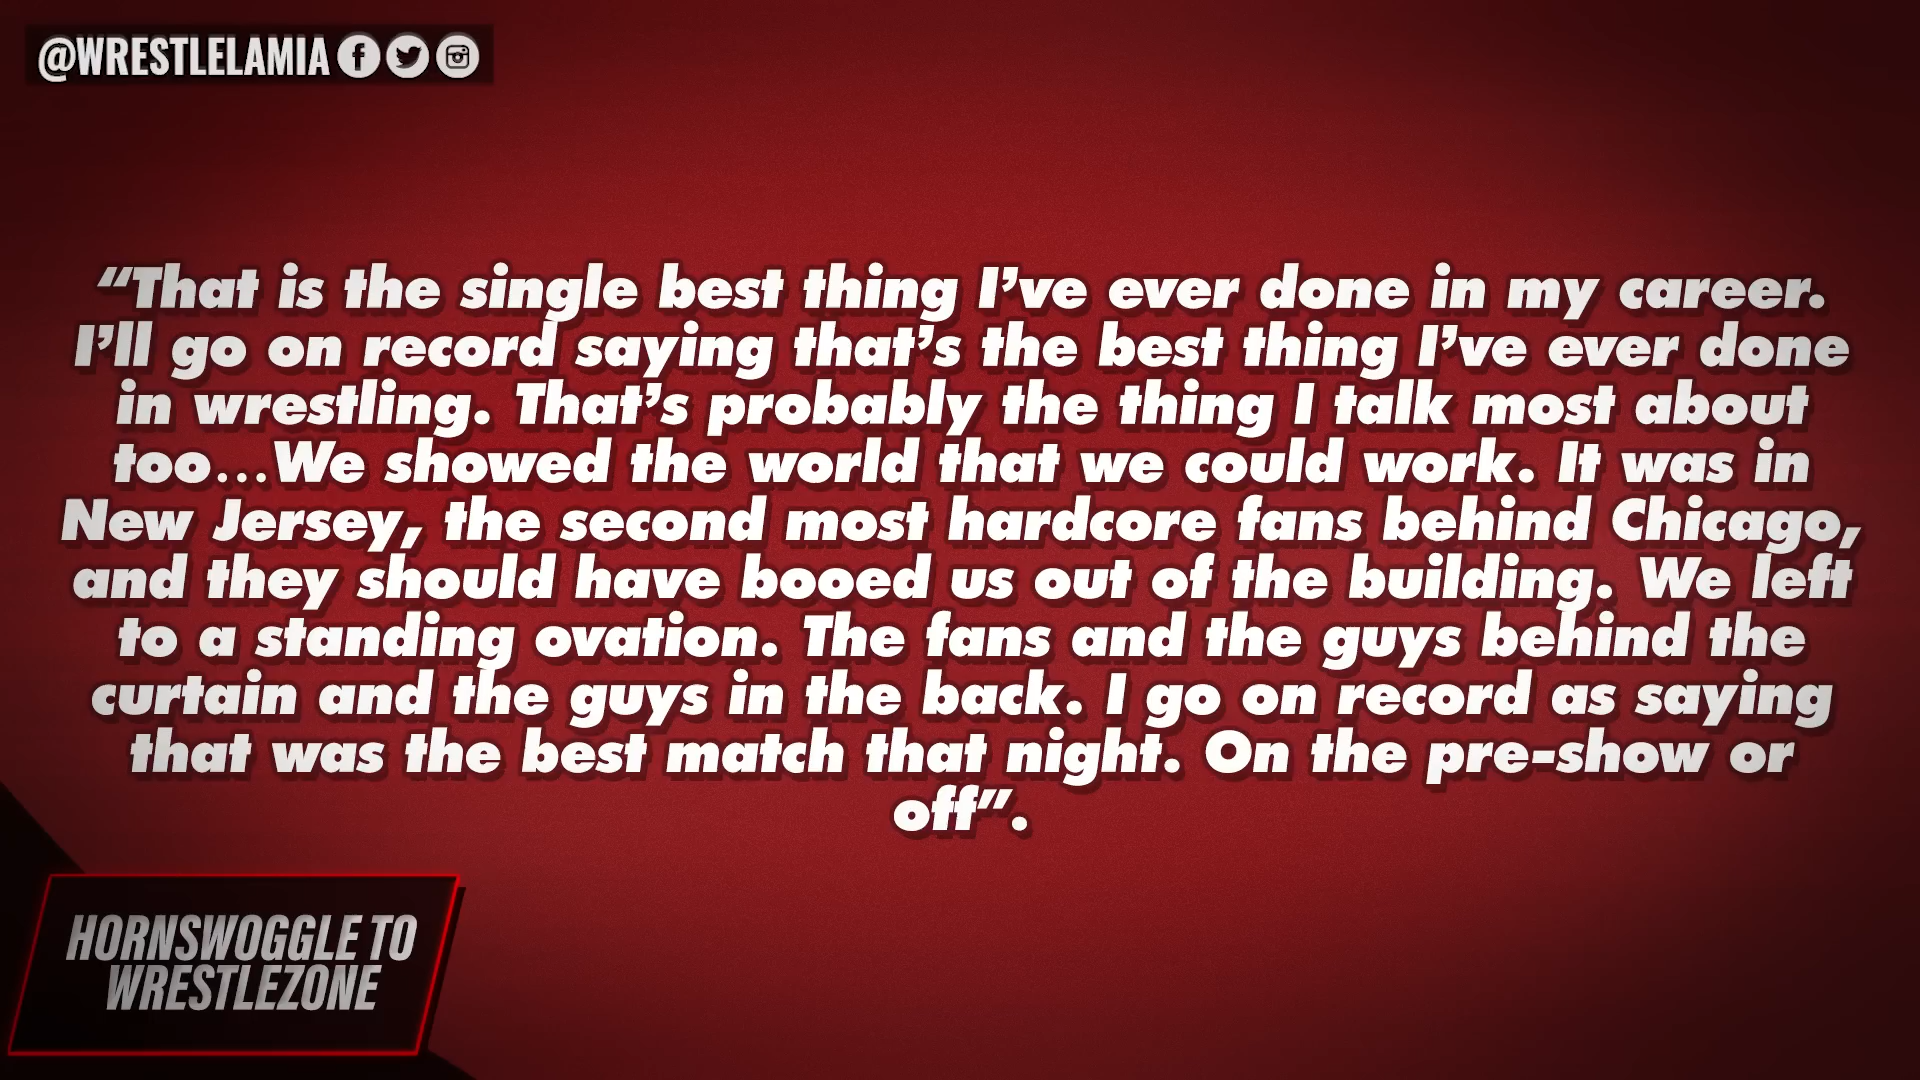 @WRESTLELAMIA
“That is the single best thing I’ve ever done in my career.
I’ll go on record saying that’s the best thing I’ve ever done
in wrestling. That’s probably the thing I talk most about
too...We showed the world that we could work. It was in
New Jersey, the second most hardcore fans behind Chicago,
and they should have booed us out of the building. We left
to a standing ovation. The fans and the guys behind the
curtain and the guys in the back. I go on record as saying
that was the best match that night. On the pre-show or
off”.
HORNSWOGGLE TO
WRESTLEZONE